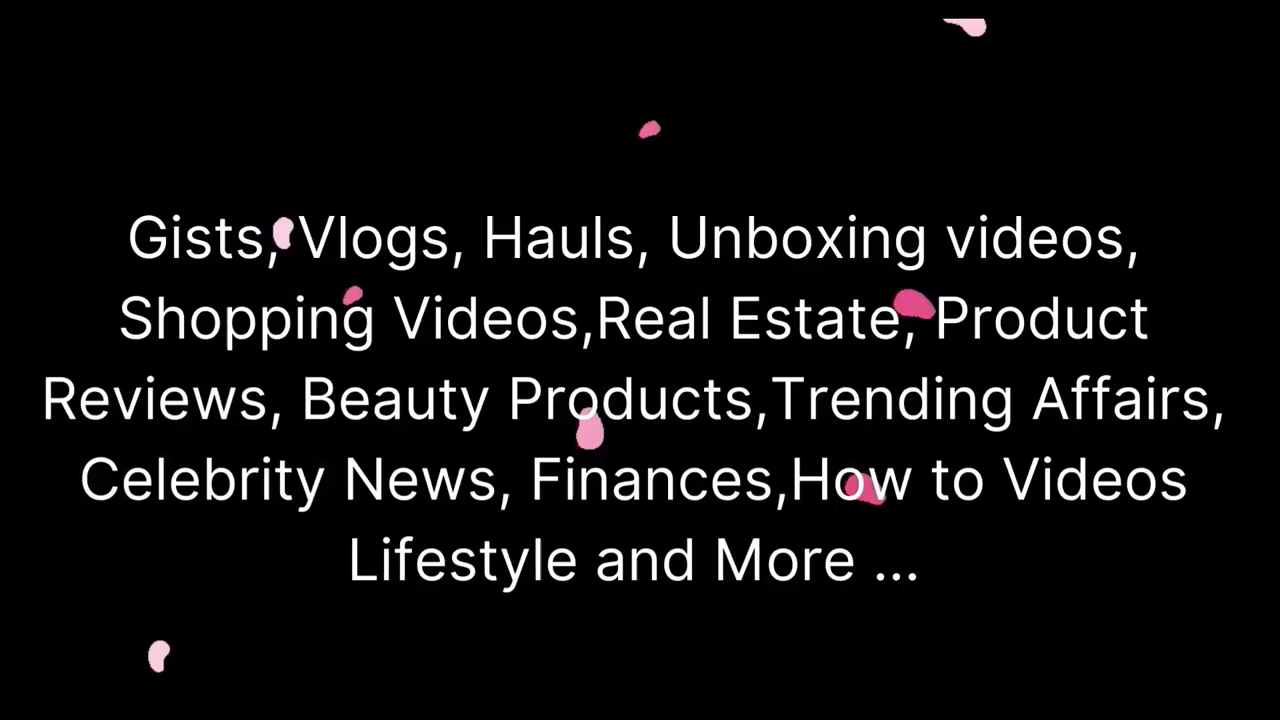 Gists, Vlogs, Hauls, Unboxing videos,
Shopping Videos,Real Estate, Product
Reviews, Beauty Products,Trending Affairs,
Celebrity News, Finances,How to Videos
Lifestyle and More ...